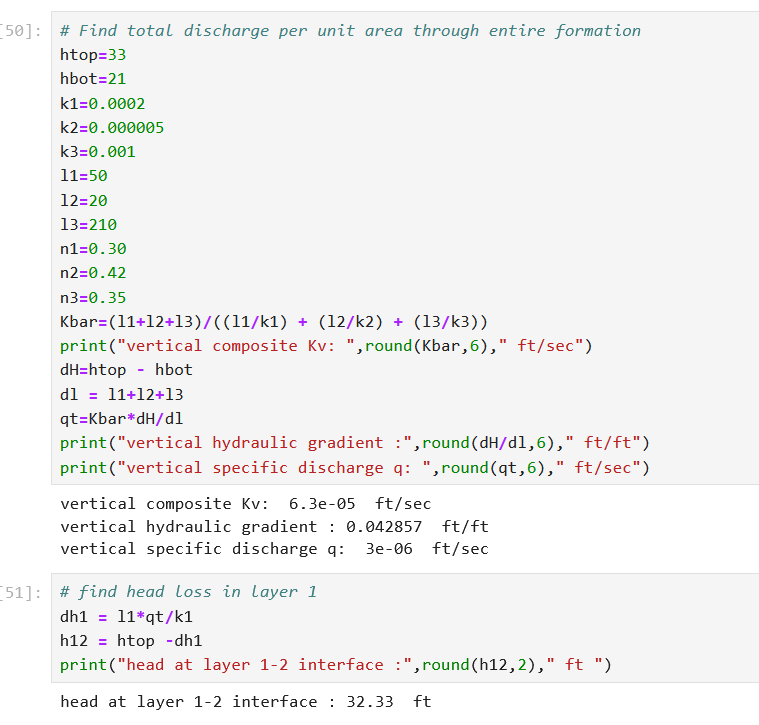 [50]: # Find total discharge per unit area through entire formation
htop=33
hbot=21
k1=0.0002
k2=0.000005
k3=0.001
l1=50
l2=20
l3=210
n1=0.30
n2=0.42
n3=0.35
Kbar=(l1+l2+l3)/((l1/k1) + (l2/k2) + (l3/k3))
print("vertical composite Kv: ",round(Kbar,6)," ft/sec")
dH=htop - hbot
dl = l1+l2+l3
qt=Kbar*dH/dl
print("vertical hydraulic gradient :",round(dH/dl,6)," ft/ft")
print("vertical specific discharge q: ",round(qt,6)," ft/sec")
vertical composite Kv:  6.3e-05  ft/sec
vertical hydraulic gradient : 0.042857  ft/ft
vertical specific discharge q:  3e-06  ft/sec
[51]: # find head loss in layer 1
dh1 = l1*qt/k1
h12 = htop -dh1
print("head at layer 1-2 interface :",round(h12,2)," ft ")
head at layer 1-2 interface : 32.33  ft